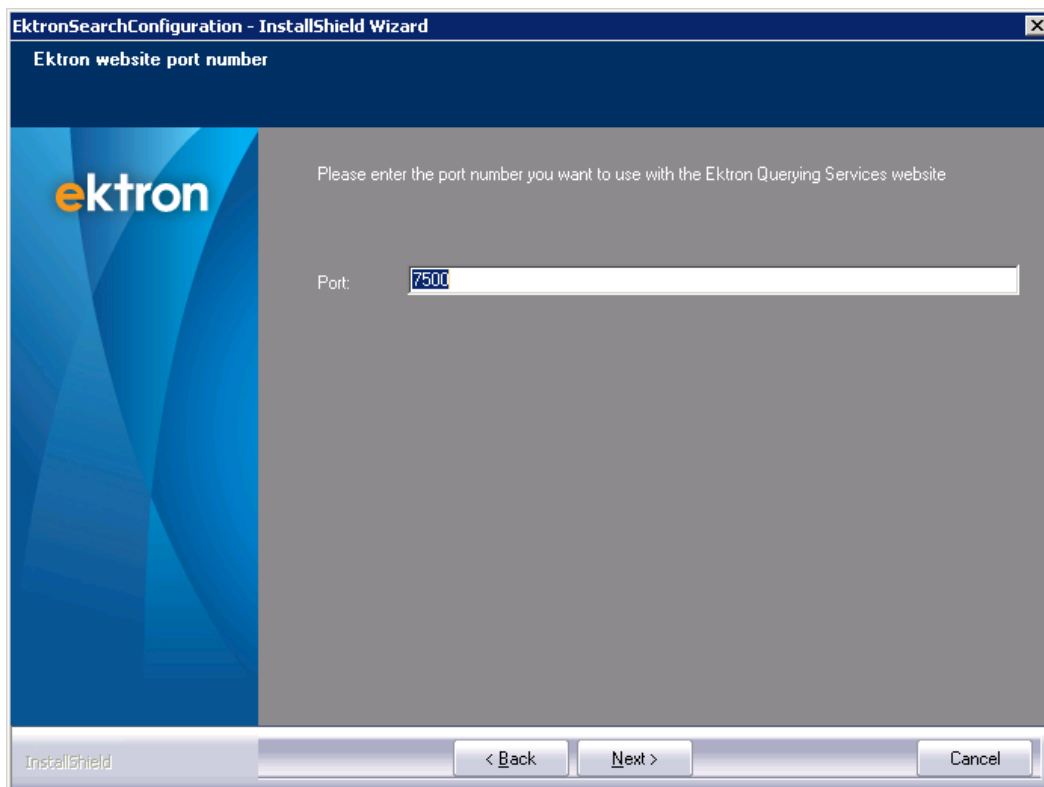 EktronSearchConfiguration - InstallShield Wizard
Ektron website port number
ektron
Please enter the port number you want to use with the Ektron Querying Services website
Port: 7500
InstallShield
< Back Next > Cancel